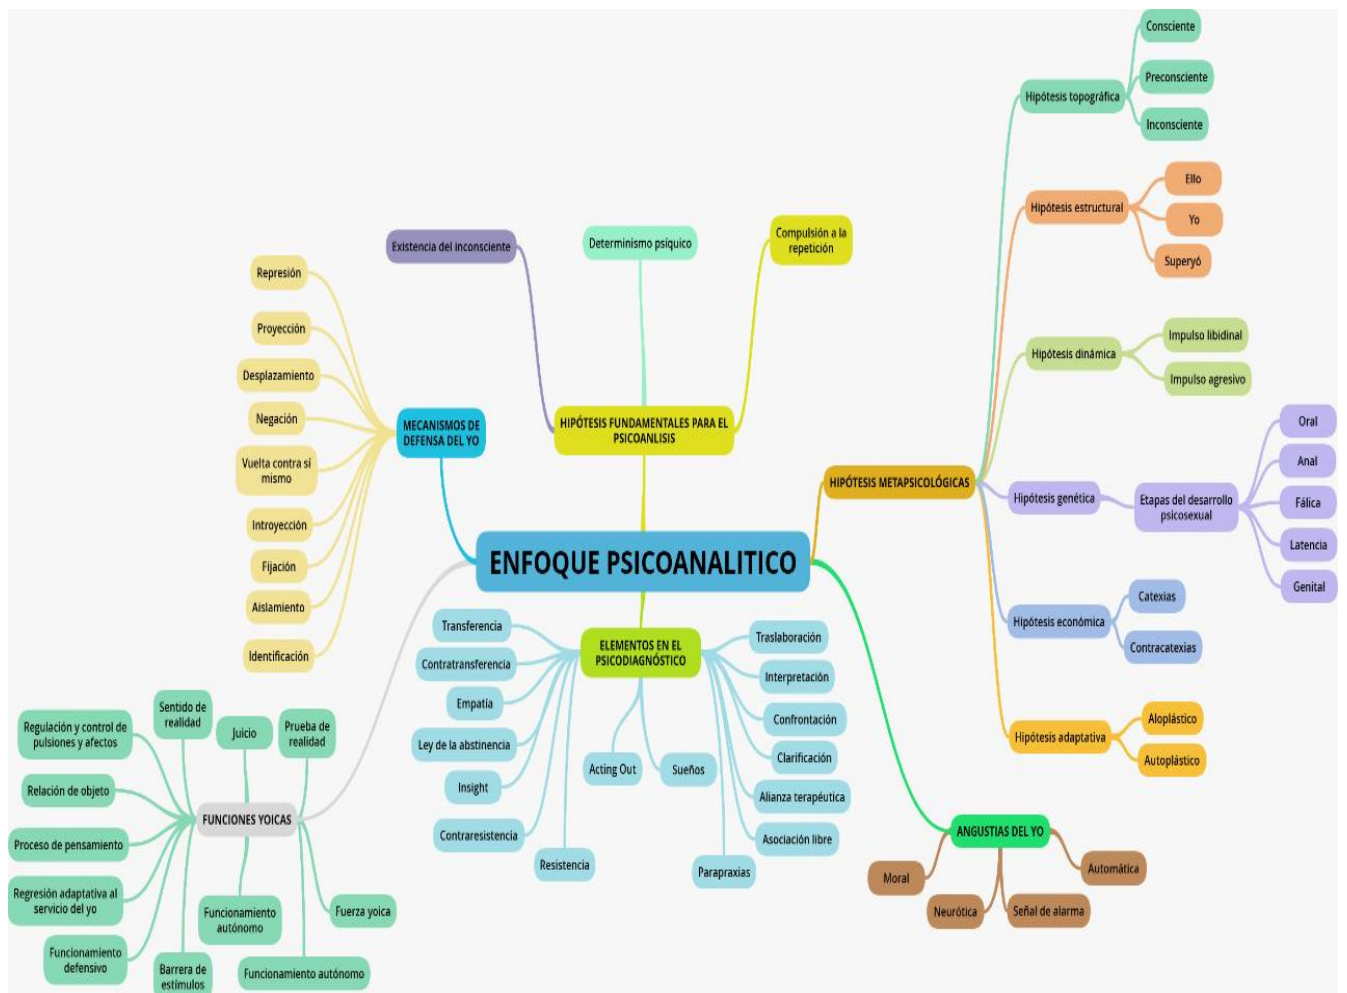 ENFOQUE PSICOANALITICO
HIPÓTESIS FUNDAMENTALES PARA EL
PSICOANLISIS
Existencia del inconsciente
Determinismo psíquico
Compulsión a la
repetición
HIPÓTESIS METAPSICOLÓGICAS
Hipótesis topográfica
Consciente
Preconsciente
Inconsciente
Hipótesis estructural
Ello
Yo
Superyó
Hipótesis dinámica
Impulso libidinal
Impulso agresivo
Hipótesis genética
Etapas del desarrollo
psicosexual
Oral
Anal
Fálica
Latencia
Genital
Hipótesis económica
Catexias
Contracatexias
Hipótesis adaptativa
Aloplástico
Autoplástico
ANGUSTIAS DEL YO
Moral
Neurótica
Señal de alarma
Automática
ELEMENTOS EN EL
PSICODIAGNÓSTICO
Transferencia
Contratransferencia
Empatía
Ley de la abstinencia
Insight
Contraresistencia
Resistencia
Acting Out
Sueños
Traslaboración
Interpretación
Confrontación
Clarificación
Alianza terapéutica
Asociación libre
Parapraxias
MECANISMOS DE
DEFENSA DEL YO
Represión
Proyección
Desplazamiento
Negación
Vuelta contra sí
mismo
Introyección
Fijación
Aislamiento
Identificación
FUNCIONES YOICAS
Regulación y control de
pulsiones y afectos
Sentido de
realidad
Juicio
Prueba de
realidad
Relación de objeto
Proceso de pensamiento
Regresión adaptativa al
servicio del yo
Funcionamiento
defensivo
Barrera de
estímulos
Funcionamiento
autónomo
Funcionamiento autónomo
Fuerza yoica